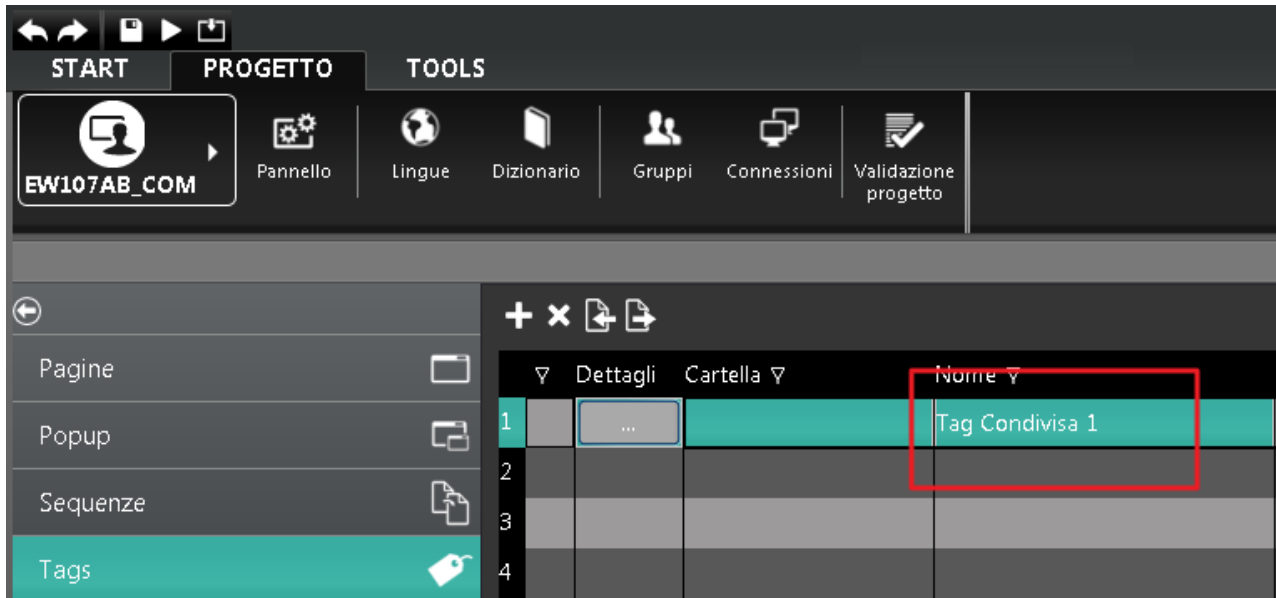 START PROGETTO TOOLS
EW107AB_COM
Pannello
Lingue
Dizionario
Gruppi
Connessioni
Validazione
progetto
Pagine
Popup
Sequenze
Tags
Dettagli Cartella Nome
1 ... Tag Condivisa 1
2
3
4